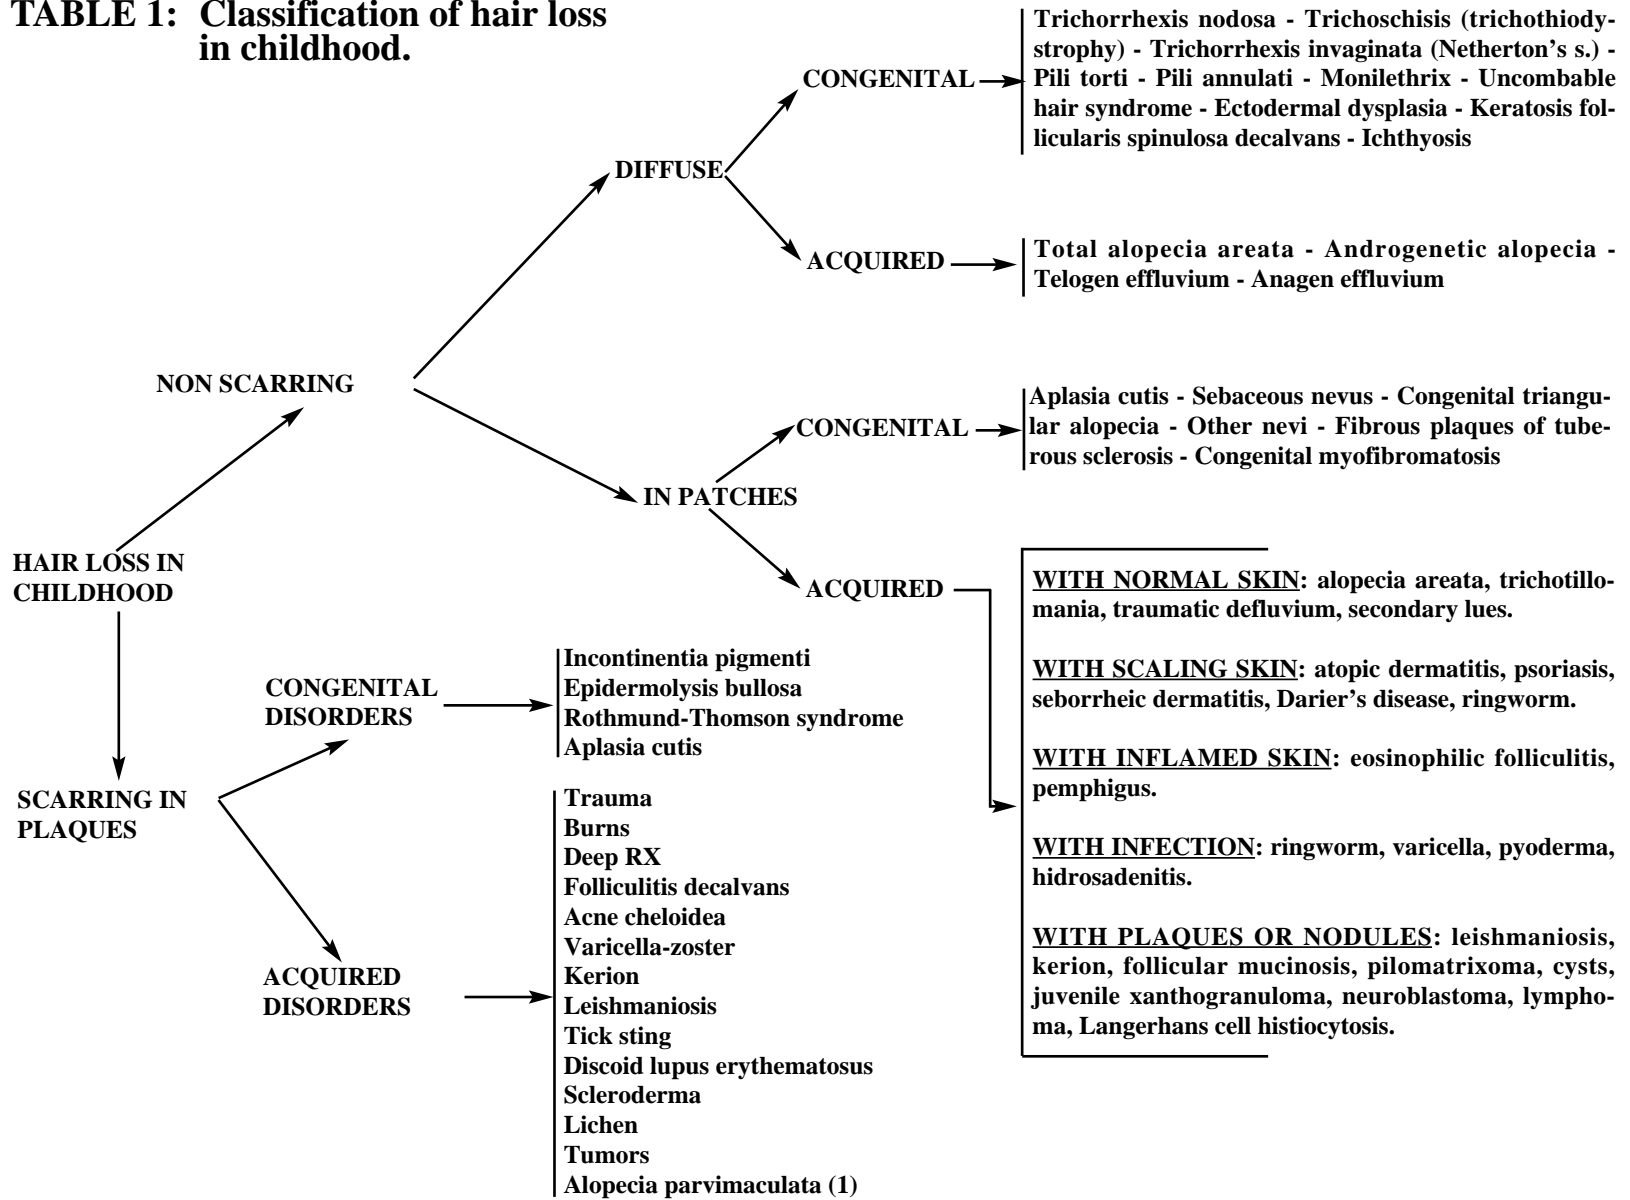 TABLE 1: Classification of hair loss
in childhood.
Trichorrhexis nodosa - Trichoschisis (trichothiody-
strophy) - Trichorrhexis invaginata (Netherton’s s.) -
Pili torti - Pili annulati - Monilethrix - Uncombable
hair syndrome - Ectodermal dysplasia - Keratosis fol-
licularis spinulosa decalvans - Ichthyosis
CONGENITAL
DIFFUSE
ACQUIRED
Total alopecia areata - Androgenetic alopecia -
Telogen effluvium - Anagen effluvium
NON SCARRING
Aplasia cutis - Sebaceous nevus - Congenital triangu-
lar alopecia - Other nevi - Fibrous plaques of tube-
rous sclerosis - Congenital myofibromatosis
CONGENITAL
IN PATCHES
ACQUIRED
HAIR LOSS IN
CHILDHOOD
WITH NORMAL SKIN: alopecia areata, trichotillo-
mania, traumatic defluvium, secondary lues.
WITH SCALING SKIN: atopic dermatitis, psoriasis,
seborrheic dermatitis, Darier’s disease, ringworm.
WITH INFLAMED SKIN: eosinophilic folliculitis,
pemphigus.
WITH INFECTION: ringworm, varicella, pyoderma,
hidrosadenitis.
WITH PLAQUES OR NODULES: leishmaniosis,
kerion, follicular mucinosis, pilomatrixoma, cysts,
juvenile xanthogranuloma, neuroblastoma, lympho-
ma, Langerhans cell histiocytosis.
CONGENITAL
DISORDERS
Incontinentia pigmenti
Epidermolysis bullosa
Rothmund-Thomson syndrome
Aplasia cutis
SCARRING IN
PLAQUES
ACQUIRED
DISORDERS
Trauma
Burns
Deep RX
Folliculitis decalvans
Acne cheloidea
Varicella-zoster
Kerion
Leishmaniosis
Tick sting
Discoid lupus erythematosus
Scleroderma
Lichen
Tumors
Alopecia parvimaculata (1)